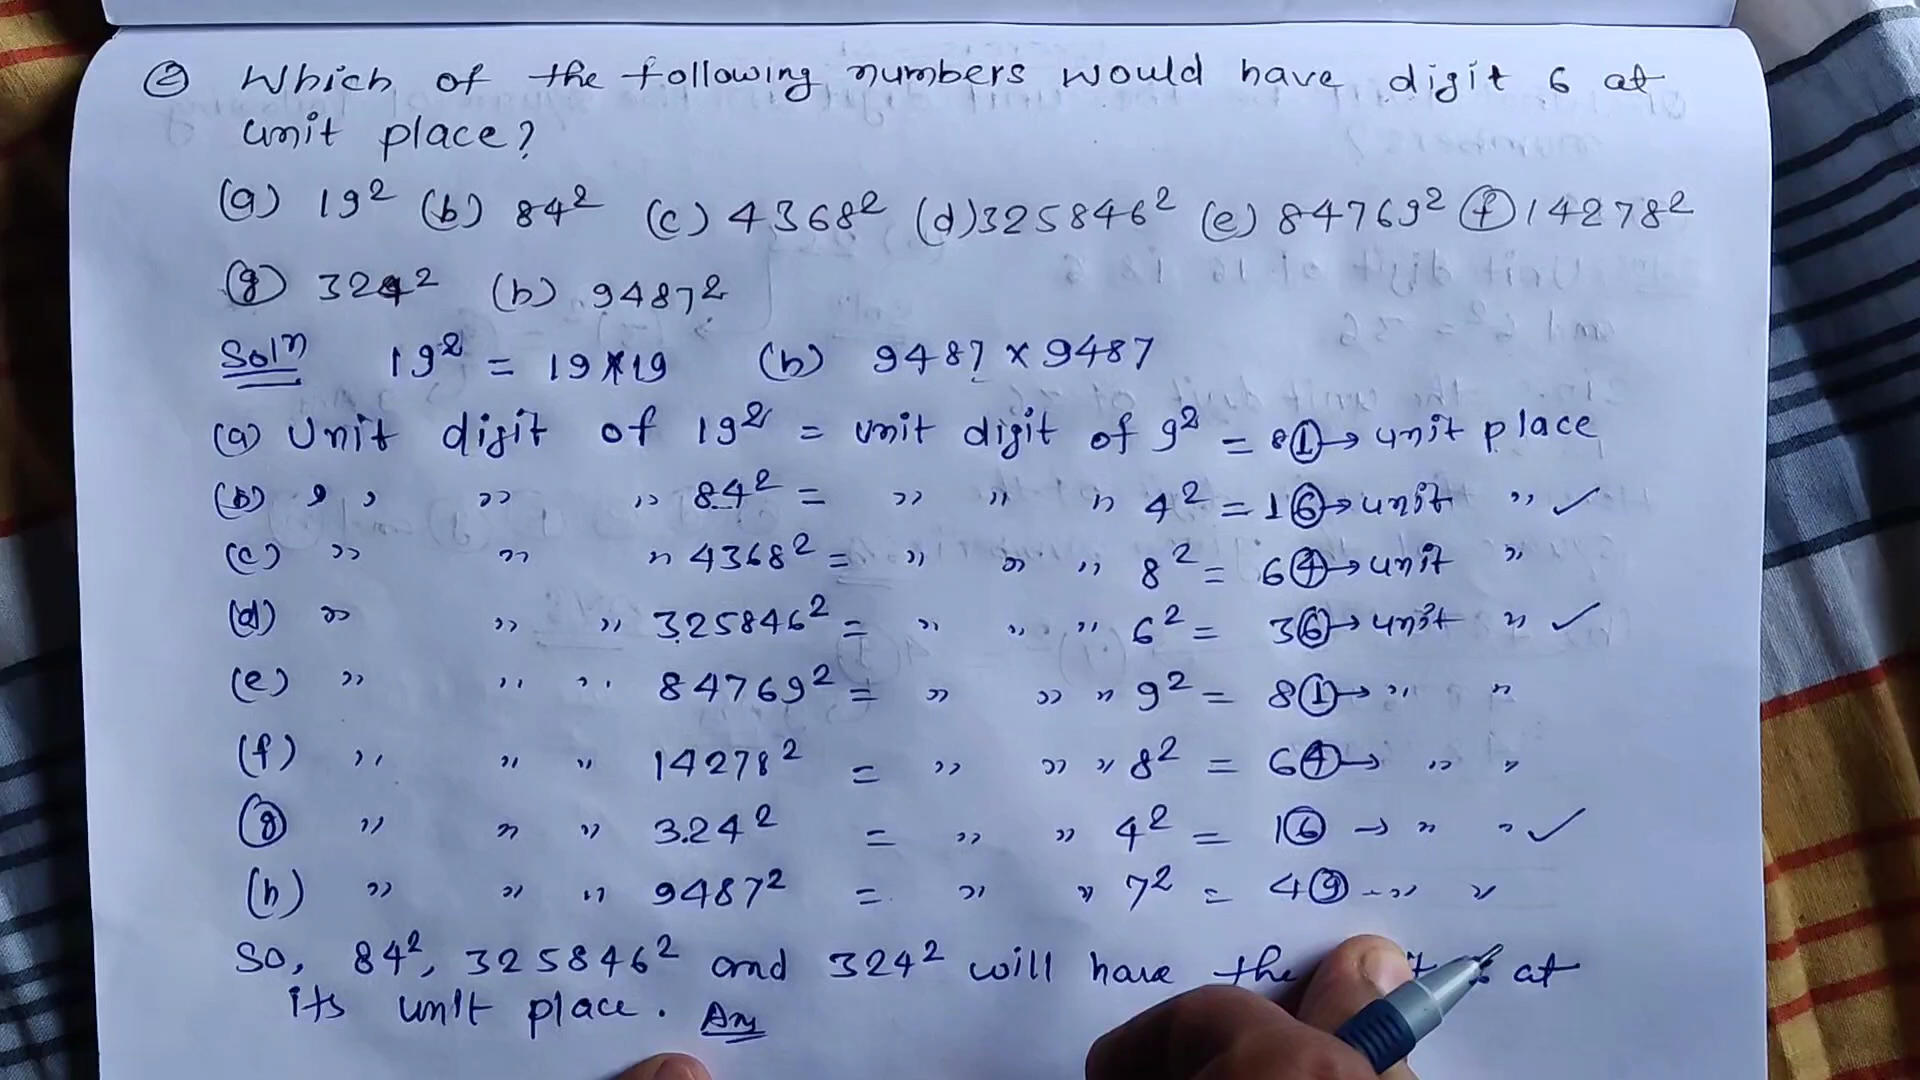 ② Which of the following numbers would have digit 6 at
unit place?
(a) 19² (b) 84² (c) 4368² (d) 325846² (e) 84769² (f) 14278²
(g) 324² (h) 9487²
Solⁿ 19² = 19×19 (h) 9487 × 9487
(a) Unit digit of 19² = unit digit of 9² = 81 → unit place
(b) ,, ,, ,, 84² = ,, ,, ,, 4² = 16 → unit ,, ✓
(c) ,, ,, ,, 4368² = ,, ,, ,, 8² = 64 → unit ,,
(d) ,, ,, ,, 325846² = ,, ,, ,, 6² = 36 → unit ,, ✓
(e) ,, ,, ,, 84769² = ,, ,, ,, 9² = 81 → ,, ,,
(f) ,, ,, ,, 14278² = ,, ,, ,, 8² = 64 → ,, ,,
(g) ,, ,, ,, 324² = ,, ,, 4² = 16 → ,, ,, ✓
(h) ,, ,, ,, 9487² = ,, ,, 7² = 49 → ,, ,,
So, 84², 325846² and 324² will have the at
its unit place. Ans